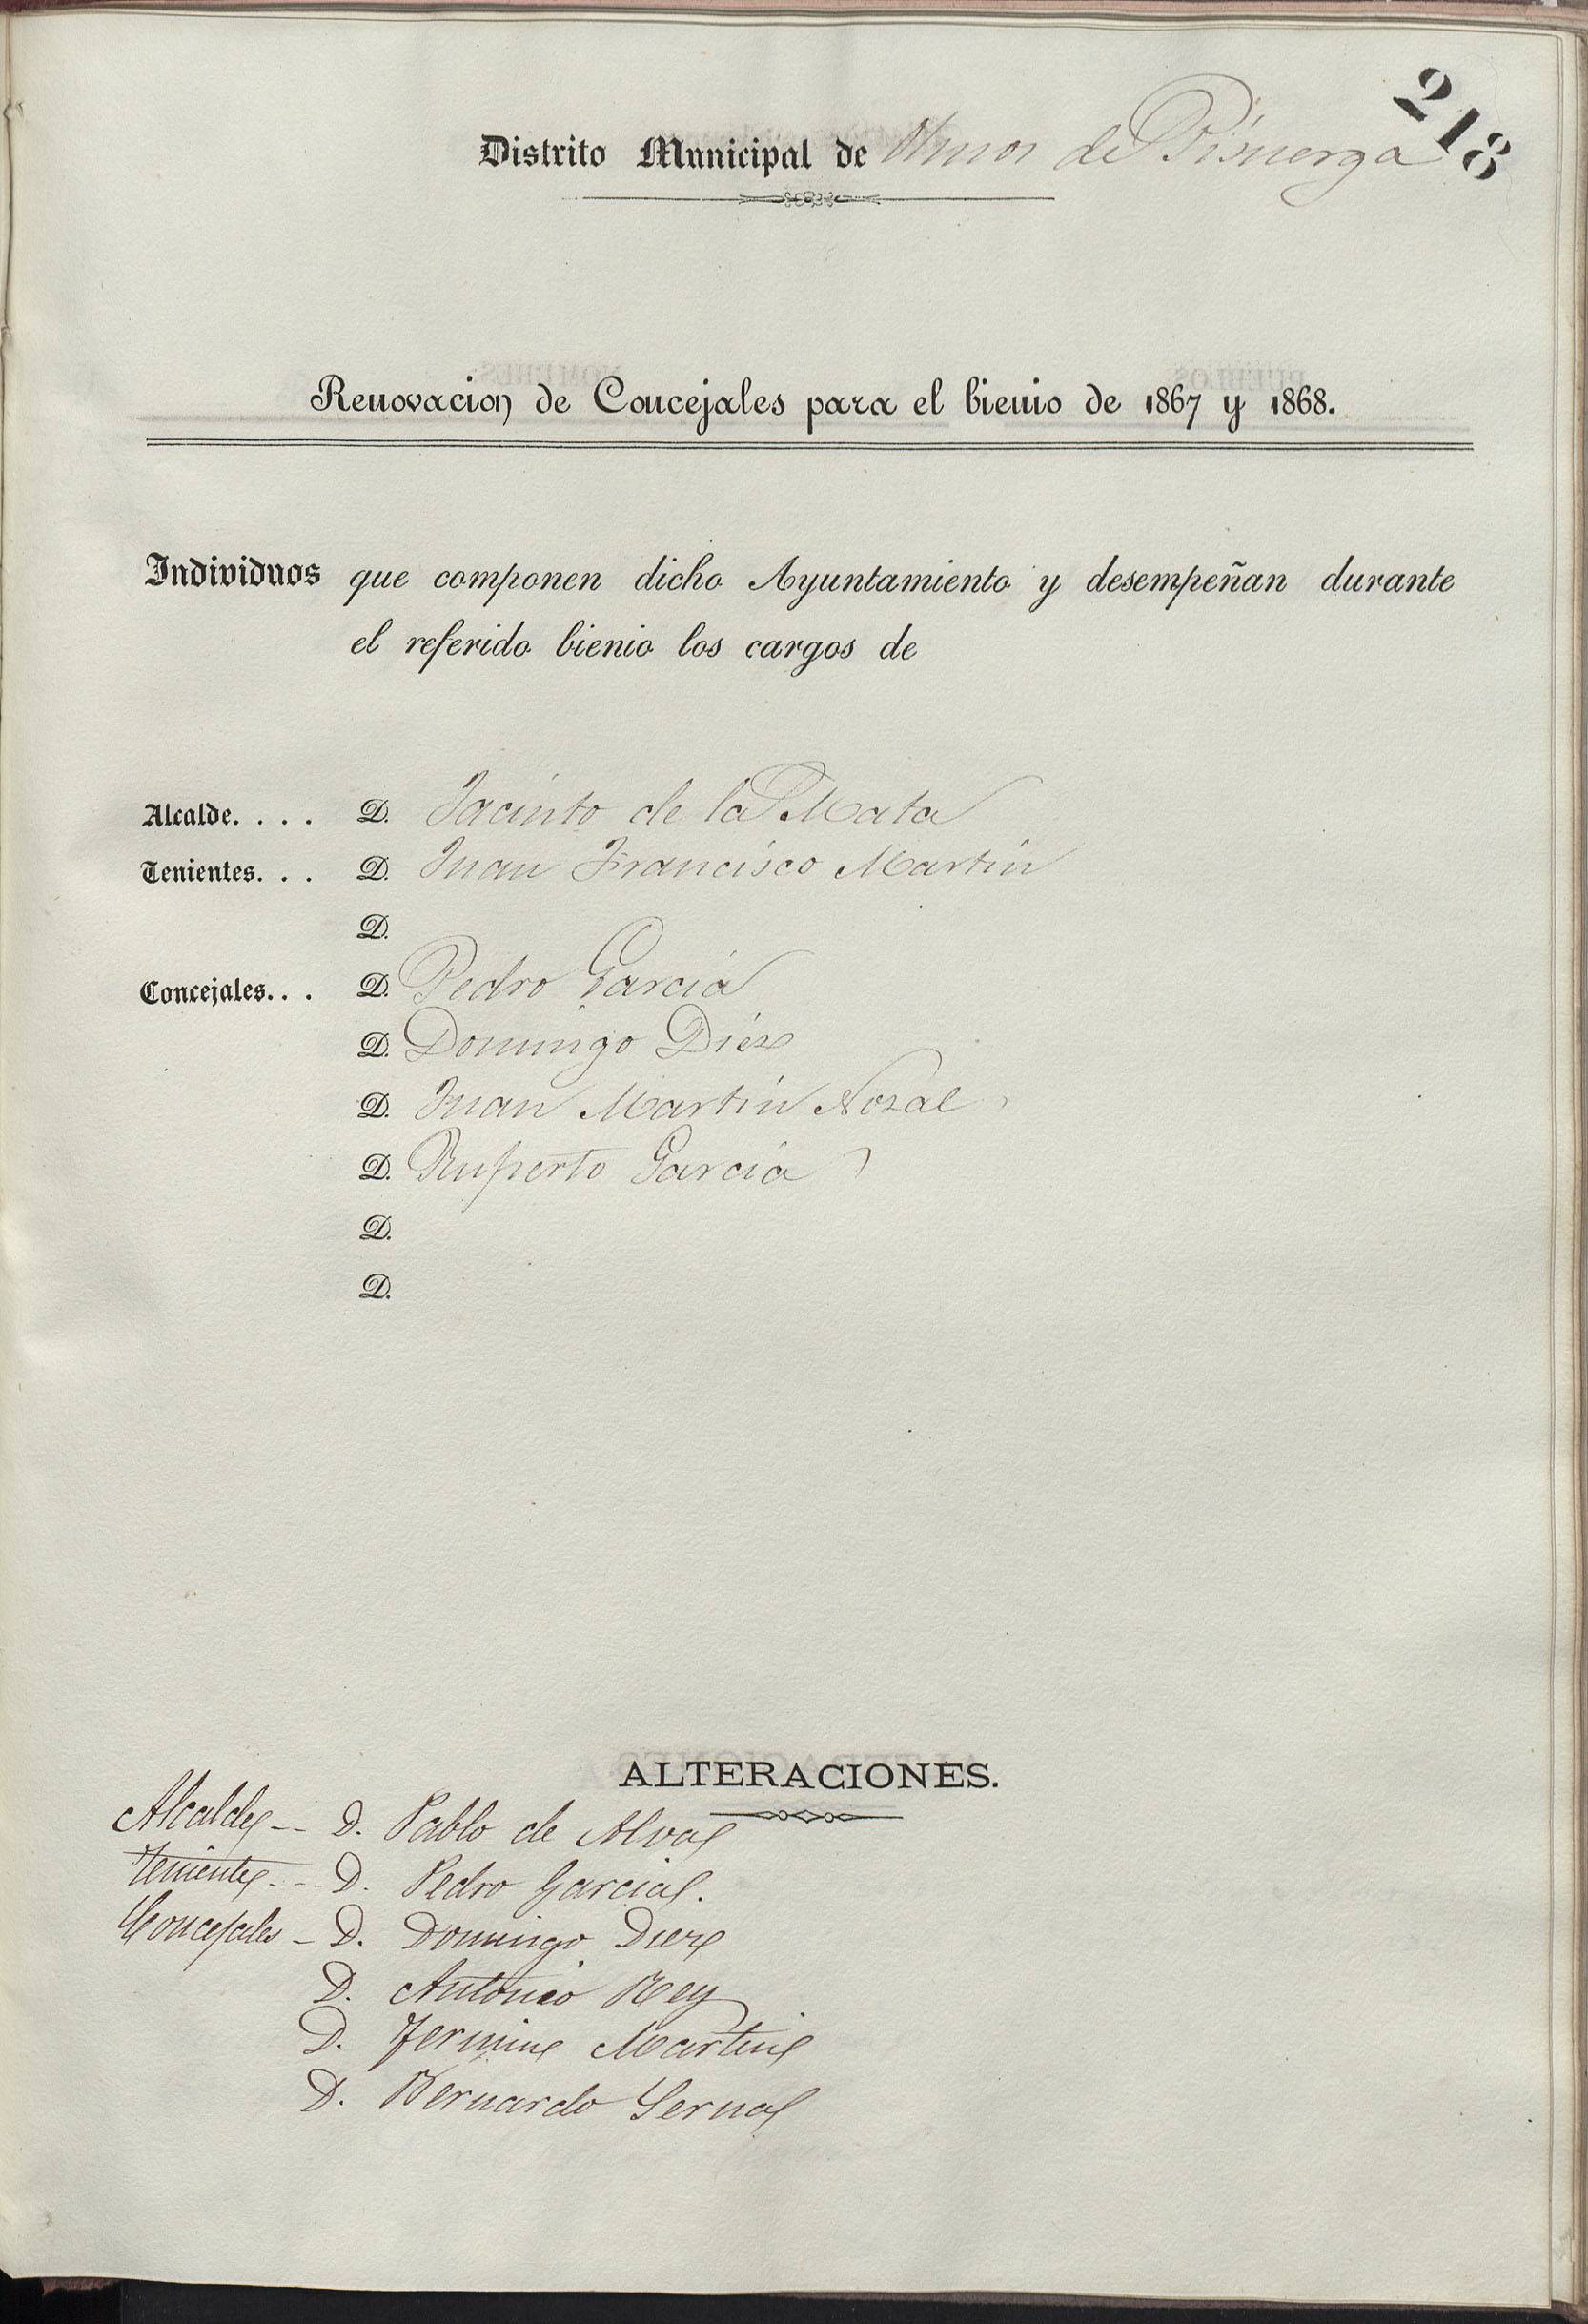 218
Distrito Municipal de Olmos de Pisuerga
Renovacion de Concejales para el bienio de 1867 y 1868.
Individuos que componen dicho Ayuntamiento y desempeñan durante
el referido bienio los cargos de
Alcalde. . . . D. Jacinto de la Mata
Tenientes. . . D. Juan Francisco Martin
D.
Concejales. . . D. Pedro Garcia
D. Domingo Diez
D. Juan Martin Nozal
D. Ruperto Garcia
D.
D.
ALTERACIONES.
Alcalde -- D. Pablo de Alva
Teniente - - D. Pedro Garcia.
Concejales - D. Domingo Diez
D. Antonio Rey
D. Fermin Martin
D. Bernardo Serna